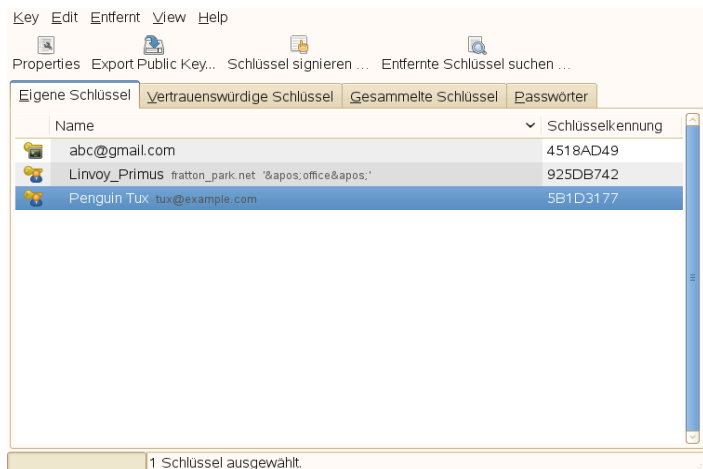 Key Edit Entfernt View Help
Properties Export Public Key... Schlüssel signieren ... Entfernte Schlüssel suchen ...
Eigene Schlüssel Vertrauenswürdige Schlüssel Gesammelte Schlüssel Passwörter
Name Schlüsselkennung
abc@gmail.com 4518AD49
Linvoy_Primus fratton_park.net '&apos;office&apos;' 925DB742
Penguin Tux tux@example.com 5B1D3177
1 Schlüssel ausgewählt.